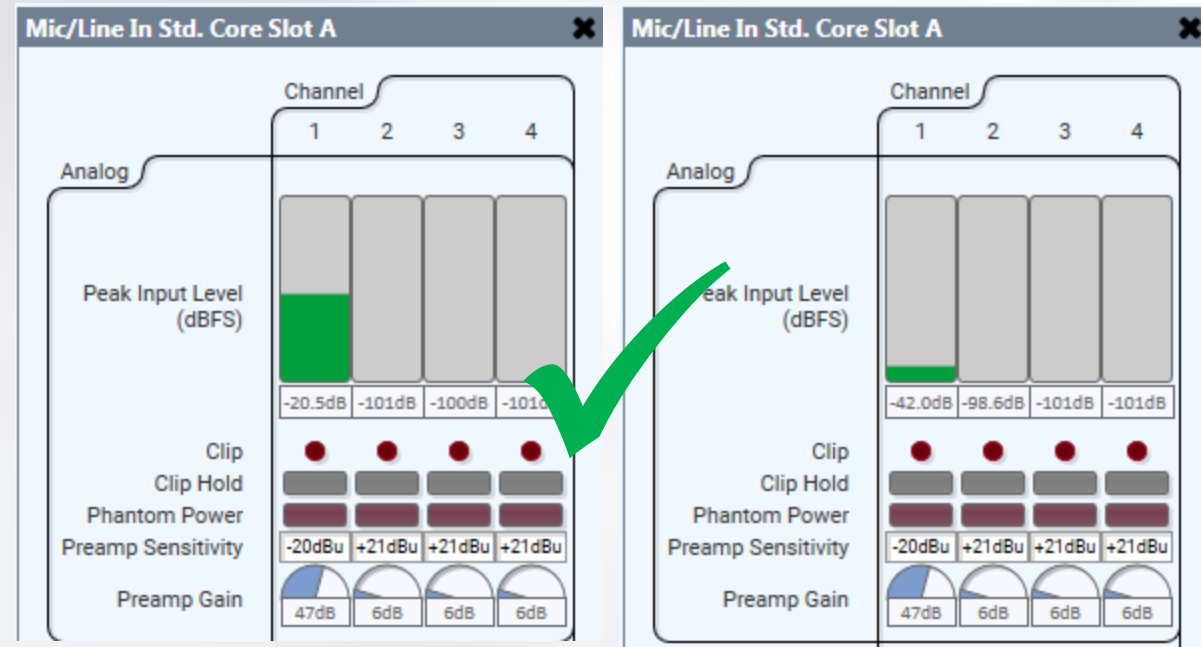 Mic/Line In Std. Core Slot A
Channel
1 2 3 4
Analog
Peak Input Level
(dBFS)
-20.5dB -101dB -100dB
Clip
Clip Hold
Phantom Power
Preamp Sensitivity -20dBu +21dBu +21dBu +21dBu
Preamp Gain 47dB 6dB 6dB 6dB
Mic/Line In Std. Core Slot A
Channel
1 2 3 4
Analog
Input Level
(dBFS)
-42.0dB -98.6dB -101dB -101dB
Clip
Clip Hold
Phantom Power
Preamp Sensitivity -20dBu +21dBu +21dBu +21dBu
Preamp Gain 47dB 6dB 6dB 6dB